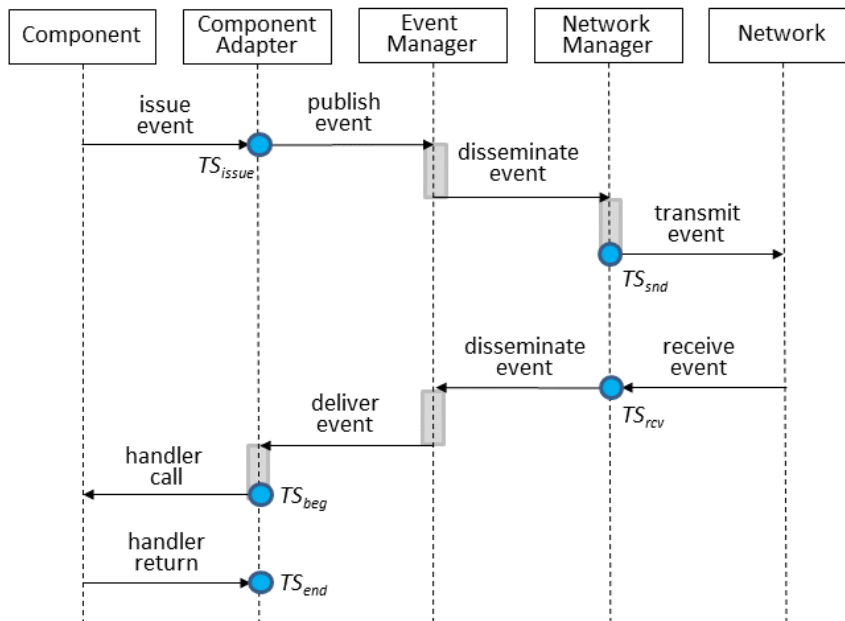 Component
Component
Adapter
Event
Manager
Network
Manager
Network
issue
event
publish
event
TSissue
disseminate
event
transmit
event
TSsnd
disseminate
event
receive
event
TSrcv
deliver
event
handler
call
TSbeg
handler
return
TSend